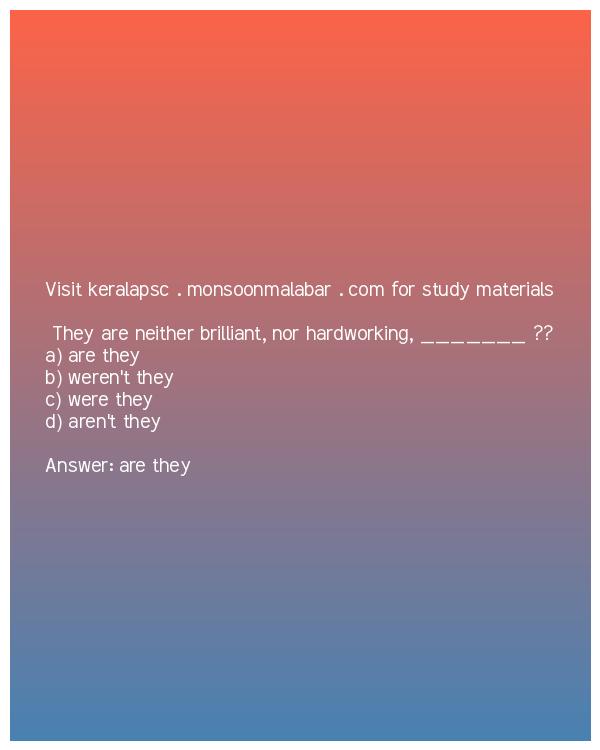 Visit keralapsc . monsoonmalabar . com for study materials
They are neither brilliant, nor hardworking, _______ ??
a) are they
b) weren't they
c) were they
d) aren't they
Answer: are they